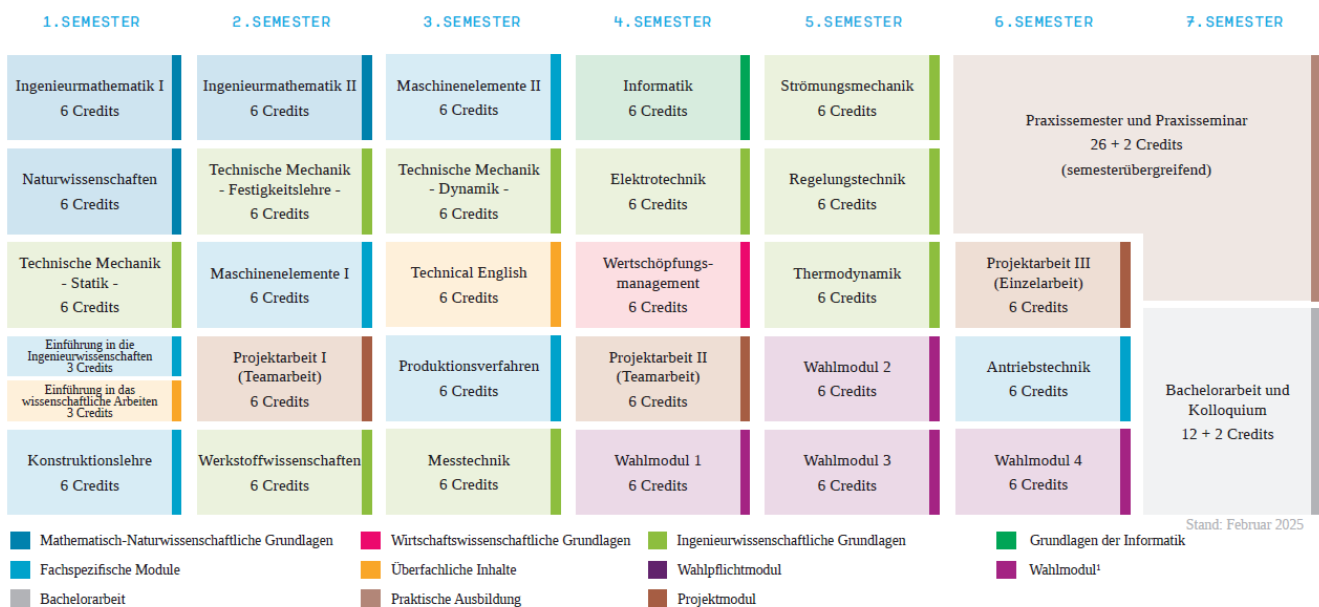 1.SEMESTER
2.SEMESTER
3.SEMESTER
4.SEMESTER
5.SEMESTER
6.SEMESTER
7.SEMESTER
Ingenieurmathematik I
6 Credits
Ingenieurmathematik II
6 Credits
Maschinenelemente II
6 Credits
Informatik
6 Credits
Strömungsmechanik
6 Credits
Praxissemester und Praxisseminar
26 + 2 Credits
(semesterübergreifend)
Naturwissenschaften
6 Credits
Technische Mechanik
- Festigkeitslehre -
6 Credits
Technische Mechanik
- Dynamik -
6 Credits
Elektrotechnik
6 Credits
Regelungstechnik
6 Credits
Technische Mechanik
- Statik -
6 Credits
Maschinenelemente I
6 Credits
Technical English
6 Credits
Wertschöpfungs-
management
6 Credits
Thermodynamik
6 Credits
Projektarbeit III
(Einzelarbeit)
6 Credits
Einführung in die
Ingenieurwissenschaften
3 Credits
Einführung in das
wissenschaftliche Arbeiten
3 Credits
Projektarbeit I
(Teamarbeit)
6 Credits
Produktionsverfahren
6 Credits
Projektarbeit II
(Teamarbeit)
6 Credits
Wahlmodul 2
6 Credits
Antriebstechnik
6 Credits
Bachelorarbeit und
Kolloquium
12 + 2 Credits
Konstruktionslehre
6 Credits
Werkstoffwissenschaften
6 Credits
Messtechnik
6 Credits
Wahlmodul 1
6 Credits
Wahlmodul 3
6 Credits
Wahlmodul 4
6 Credits
Stand: Februar 2025
Mathematisch-Naturwissenschaftliche Grundlagen
Wirtschaftswissenschaftliche Grundlagen
Ingenieurwissenschaftliche Grundlagen
Grundlagen der Informatik
Fachspezifische Module
Überfachliche Inhalte
Wahlpflichtmodul
Wahlmodul¹
Bachelorarbeit
Praktische Ausbildung
Projektmodul